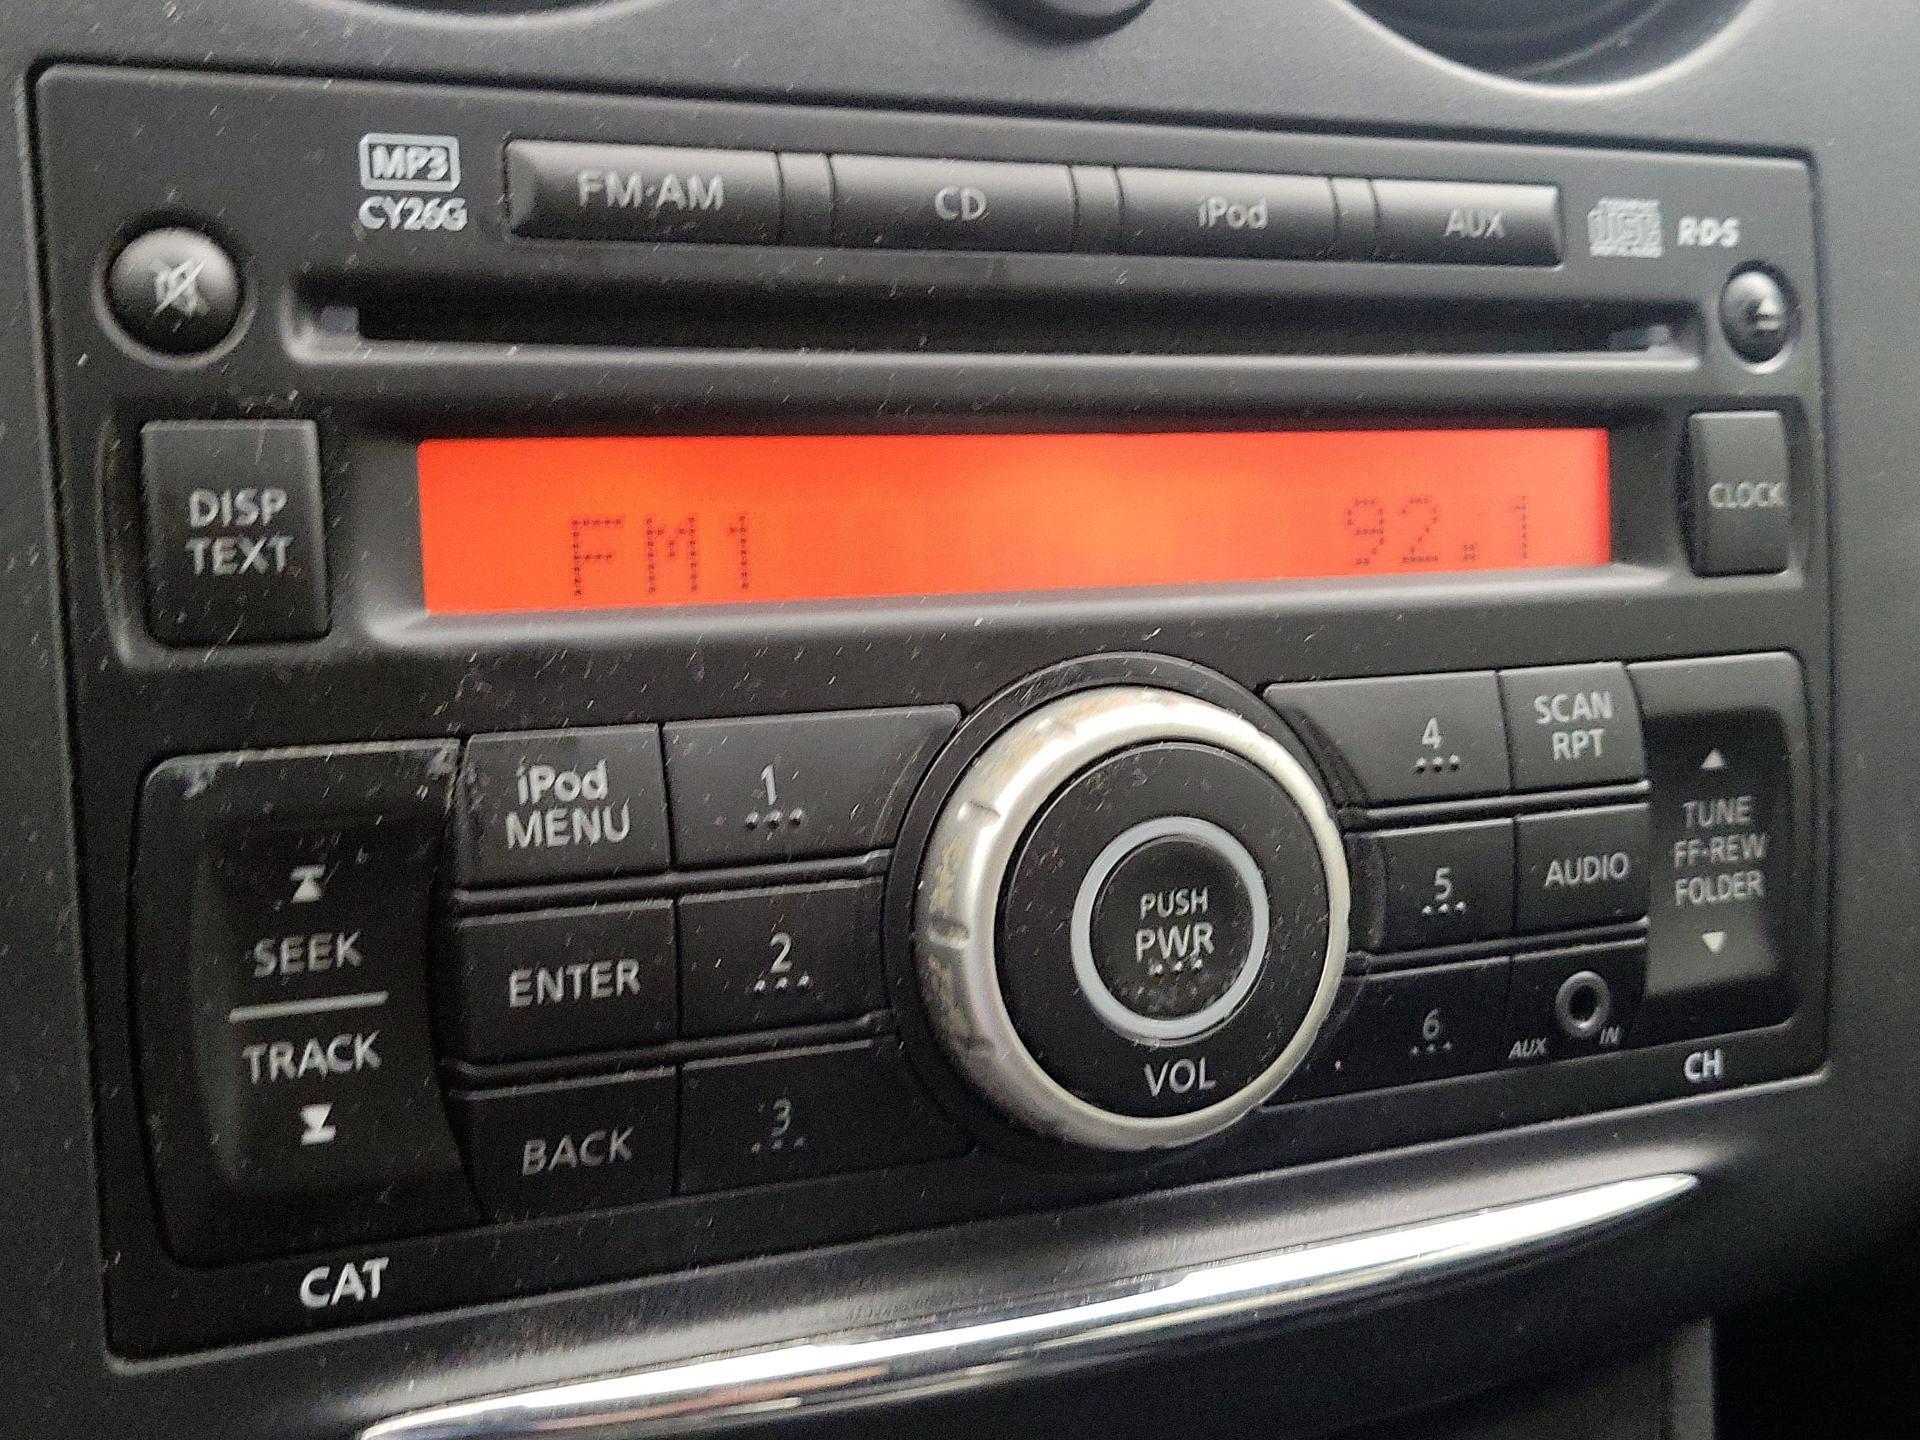 MP3
CY26G
FM·AM
CD
iPod
AUX
COMPACT
disc
R·D·S
DISP
TEXT
FM1
92.1
CLOCK
iPod
MENU
1
4
SCAN
RPT
TUNE
FF·REW
FOLDER
SEEK
TRACK
ENTER
2
PUSH
PWR
VOL
5
AUDIO
BACK
3
6
AUX
IN
CAT
CH